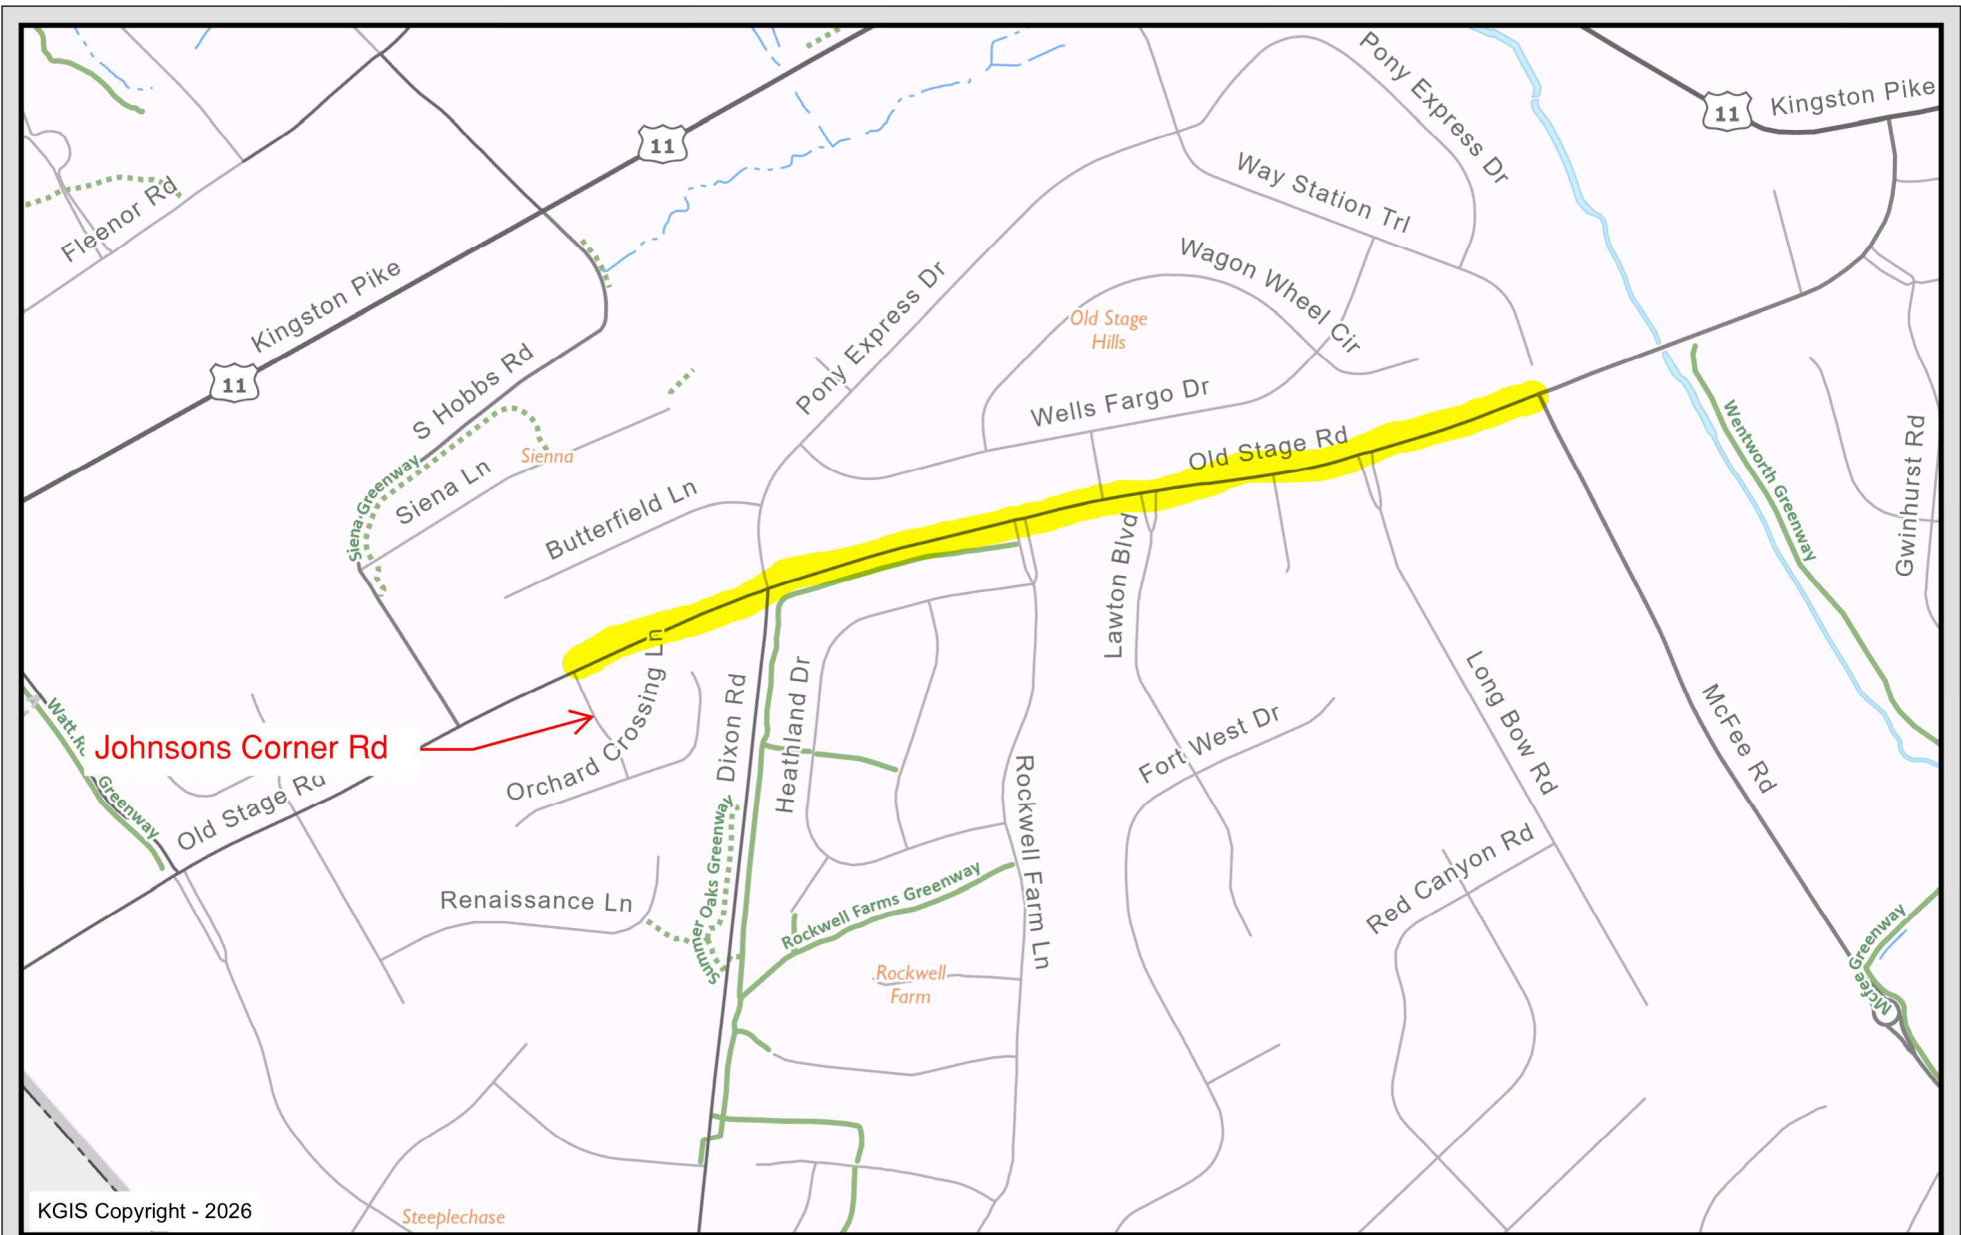 Pony Express Dr
Kingston Pike
11
11
Way Station Trl
Fleenor Rd
Wagon Wheel Cir
Kingston Pike
Pony Express Dr
Old Stage
Hills
11
S Hobbs Rd
Wells Fargo Dr
Old Stage Rd
Sienna
Siena Greenway
Siena Ln
Butterfield Ln
Wentworth Greenway
Gwinhurst Rd
Lawton Blvd
Orchard Crossing Ln
Dixon Rd
Heathland Dr
Long Bow Rd
McFee Rd
Watt Rd Greenway
Johnsons Corner Rd
Fort West Dr
Old Stage Rd
Rockwell Farm Ln
Summer Oaks Greenway
Red Canyon Rd
Renaissance Ln
Rockwell Farms Greenway
Rockwell
Farm
Mcfee Greenway
KGIS Copyright - 2026
Steeplechase